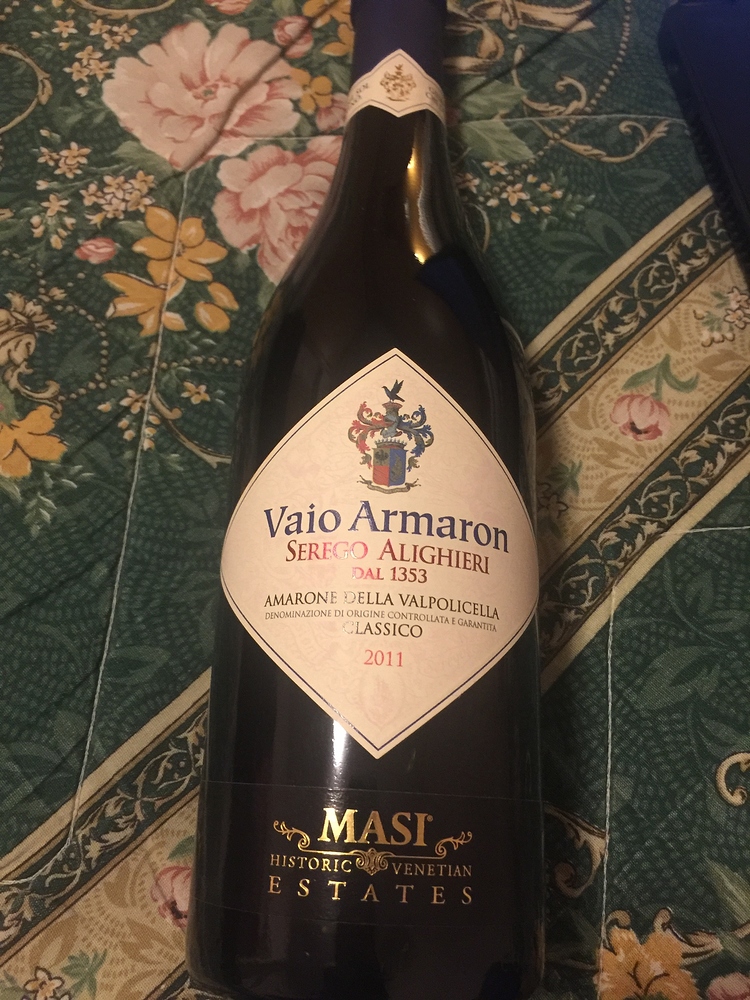 Vaio Armaron
SEREGO ALIGHIERI
DAL 1353
AMARONE DELLA VALPOLICELLA
DENOMINAZIONE DI ORIGINE CONTROLLATA E GARANTITA
CLASSICO
2011
MASI®
HISTORIC VENETIAN
ESTATES